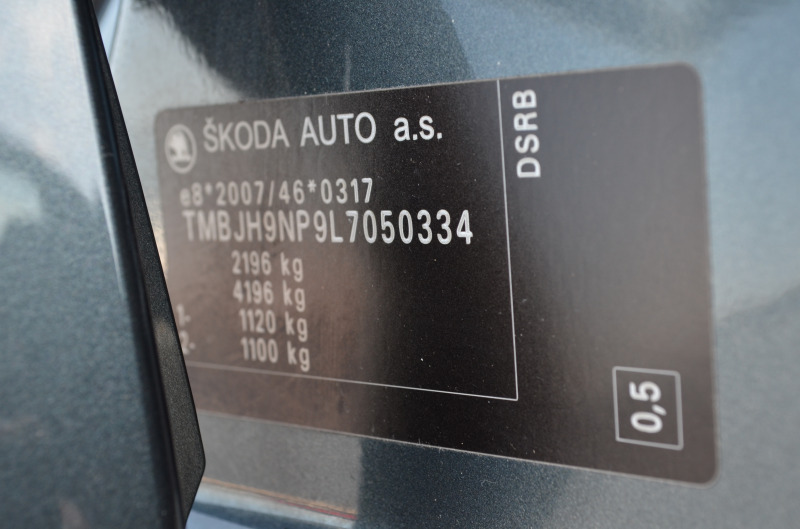 ŠKODA AUTO a.s.
e8*2007/46*0317
TMBJH9NP9L7050334
2196 kg
4196 kg
1- 1120 kg
2- 1100 kg
DSRB
0,5